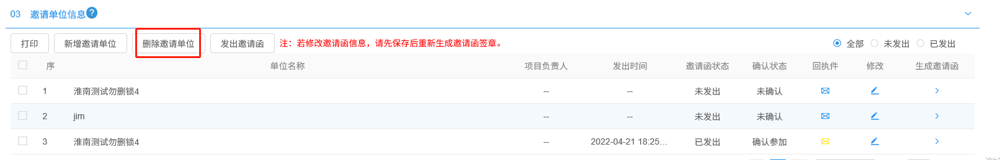 03 邀请单位信息?
打印 新增邀请单位 删除邀请单位 发出邀请函 注：若修改邀请函信息，请先保存后重新生成邀请函签章。 全部 未发出 已发出
序 单位名称 项目负责人 发出时间 邀请函状态 确认状态 回执件 修改 生成邀请函
1 淮南测试勿删锁4 -- -- 未发出 未确认
2 jim -- -- 未发出 未确认
3 淮南测试勿删锁4 -- 2022-04-21 18:25... 已发出 确认参加